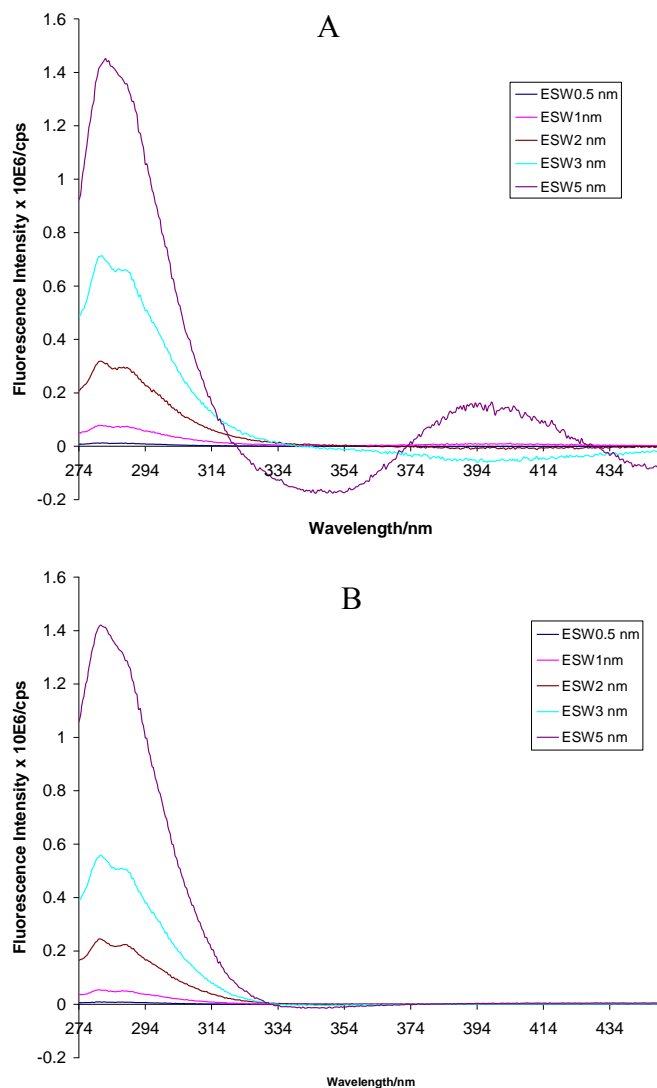 A
1.6
1.4
1.2
1
0.8
0.6
0.4
0.2
0
-0.2
Fluorescence Intensity x 10E6/cps
ESW0.5 nm
ESW1nm
ESW2 nm
ESW3 nm
ESW5 nm
274 294 314 334 354 374 394 414 434
Wavelength/nm
B
1.6
1.4
1.2
1
0.8
0.6
0.4
0.2
0
-0.2
Fluorescence Intensity x 10E6/cps
ESW0.5 nm
ESW1nm
ESW2 nm
ESW3 nm
ESW5 nm
274 294 314 334 354 374 394 414 434
Wavelength/nm